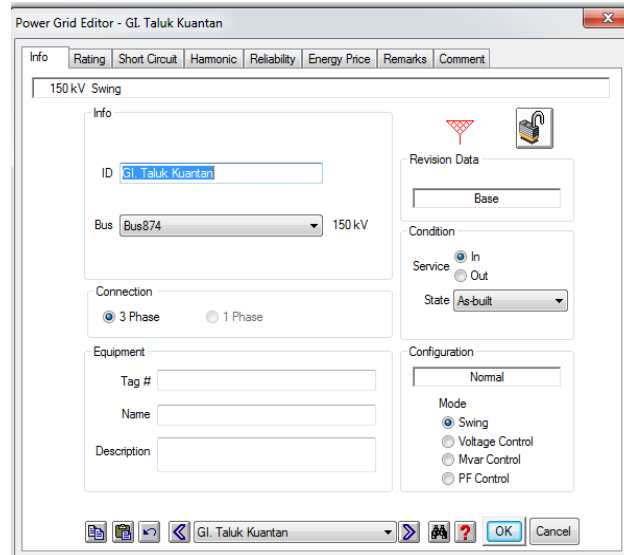 Power Grid Editor - GI. Taluk Kuantan
Info Rating Short Circuit Harmonic Reliability Energy Price Remarks Comment
150 kV Swing
Info
ID GI. Taluk Kuantan
Bus Bus874 150 kV
Revision Data
Base
Condition
Service In
Out
State As-built
Connection
3 Phase 1 Phase
Equipment
Tag #
Name
Description
Configuration
Normal
Mode
Swing
Voltage Control
Mvar Control
PF Control
GI. Taluk Kuantan ? OK Cancel